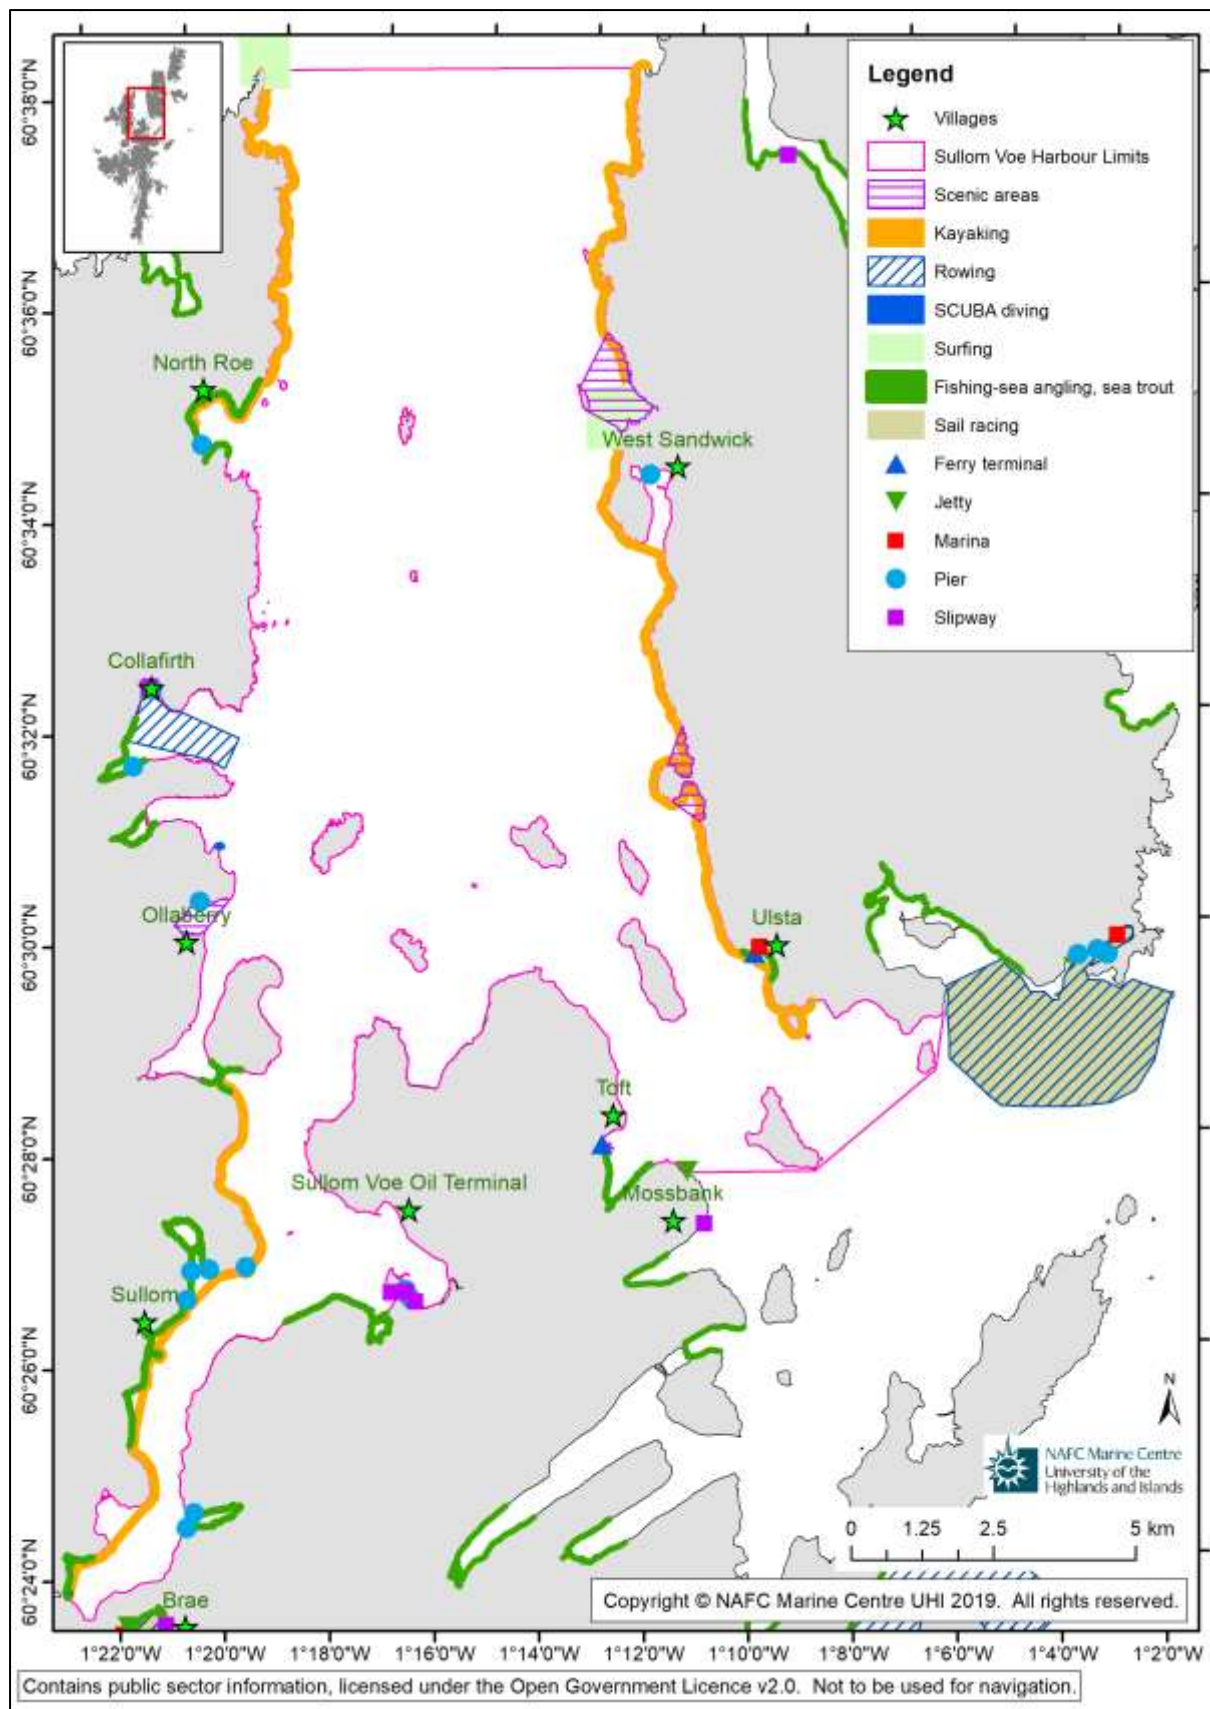 Legend
Villages
Sullom Voe Harbour Limits
Scenic areas
Kayaking
Rowing
SCUBA diving
Surfing
Fishing-sea angling, sea trout
Sail racing
Ferry terminal
Jetty
Marina
Pier
Slipway
60°38'0"N
60°36'0"N
North Roe
West Sandwick
60°34'0"N
Collafirth
60°32'0"N
Ollaberry
Ulsta
60°30'0"N
Toft
60°28'0"N
Sullom Voe Oil Terminal
Mossbank
Sullom
60°26'0"N
N
NAFC Marine Centre
University of the
Highlands and Islands
0 1.25 2.5 5 km
60°24'0"N
Brae
Copyright © NAFC Marine Centre UHI 2019. All rights reserved.
1°22'0"W 1°20'0"W 1°18'0"W 1°16'0"W 1°14'0"W 1°12'0"W 1°10'0"W 1°8'0"W 1°6'0"W 1°4'0"W 1°2'0"W
Contains public sector information, licensed under the Open Government Licence v2.0. Not to be used for navigation.